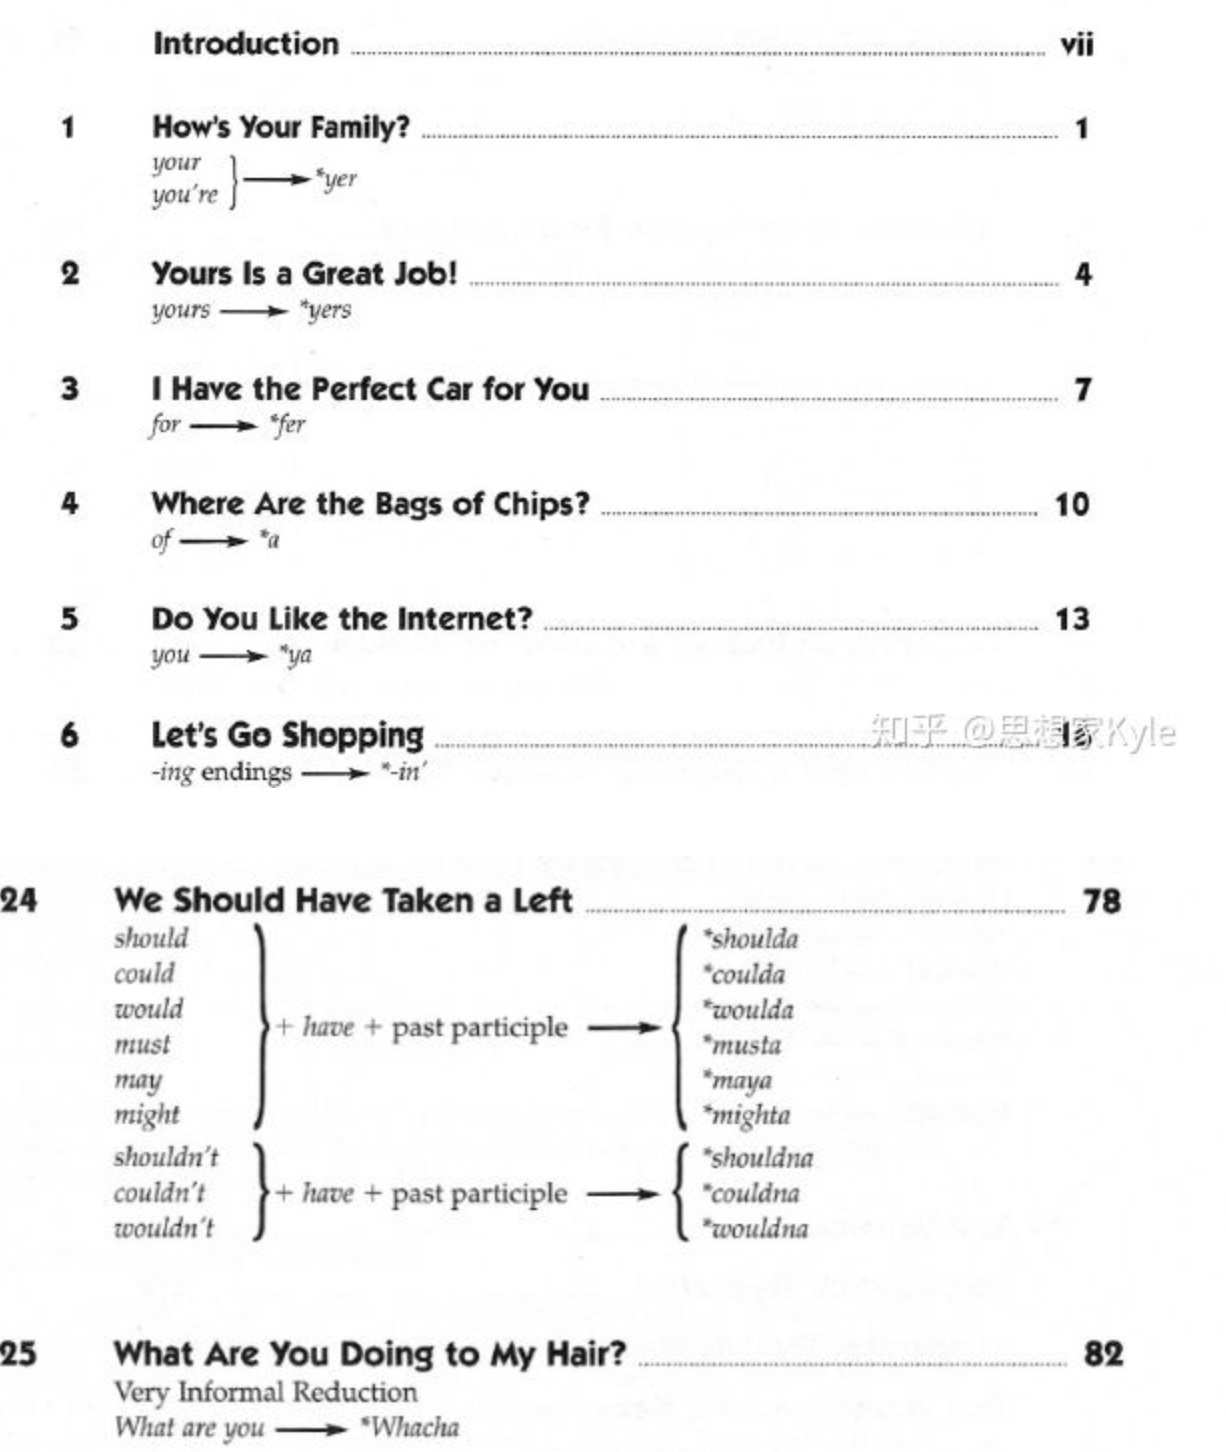 Introduction vii
1 How's Your Family? 1
your
you're → *yer
2 Yours Is a Great Job! 4
yours → *yers
3 I Have the Perfect Car for You 7
for → *fer
4 Where Are the Bags of Chips? 10
of → *a
5 Do You Like the Internet? 13
you → *ya
6 Let's Go Shopping
知乎 @思想家Kyle
-ing endings → *-in'
24 We Should Have Taken a Left 78
should *shoulda
could *coulda
would *woulda
+ have + past participle →
must *musta
may *maya
might *mighta
shouldn't *shouldna
couldn't + have + past participle → *couldna
wouldn't *wouldna
25 What Are You Doing to My Hair? 82
Very Informal Reduction
What are you → *Whacha